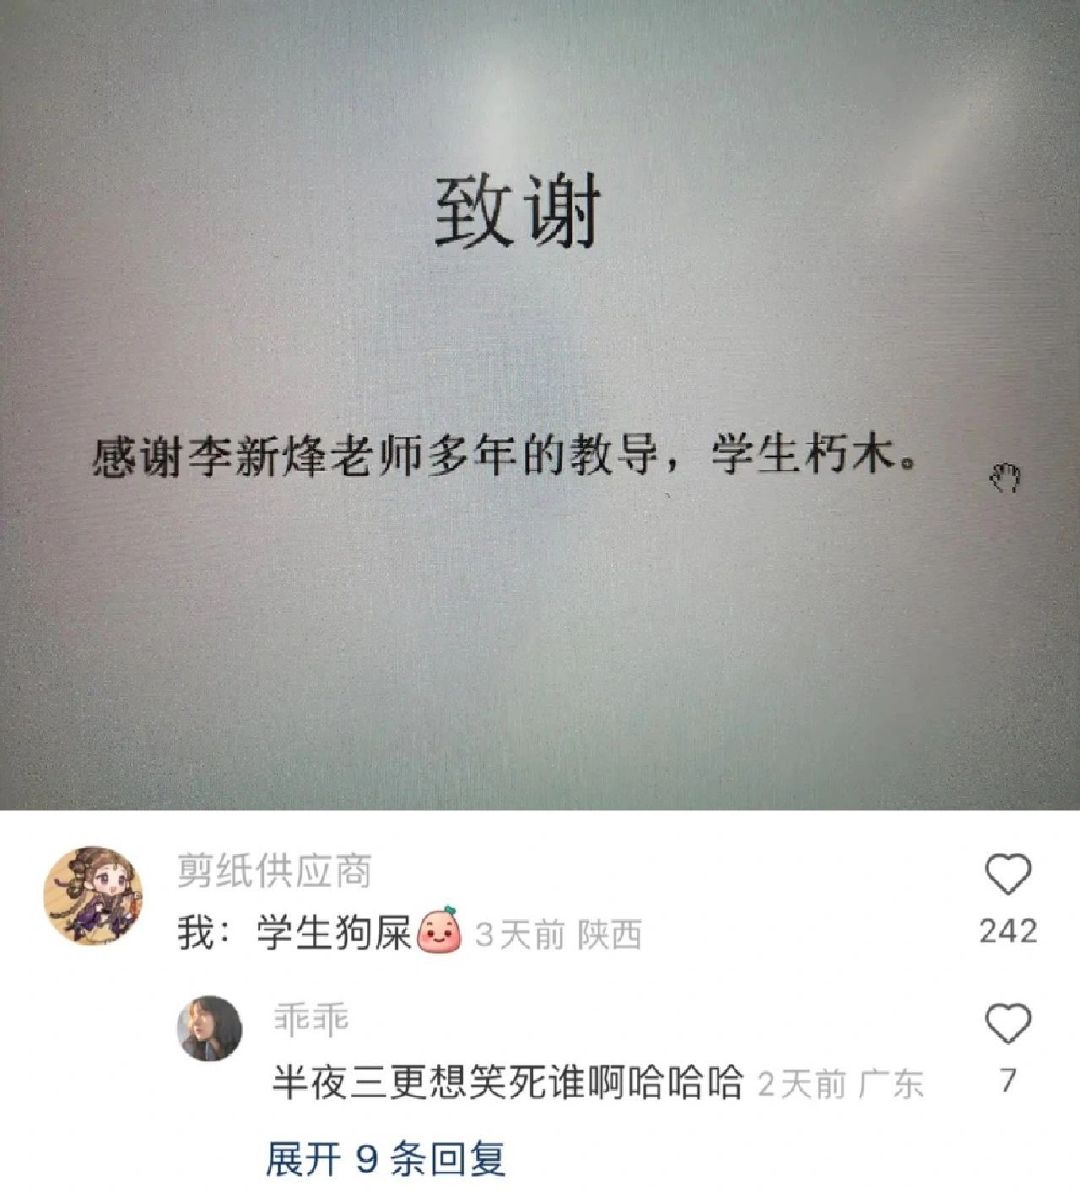 致谢
感谢李新烽老师多年的教导，学生朽木。
剪纸供应商
我：学生狗屎 3天前 陕西
242
乖乖
半夜三更想笑死谁啊哈哈哈 2天前 广东
7
展开 9 条回复